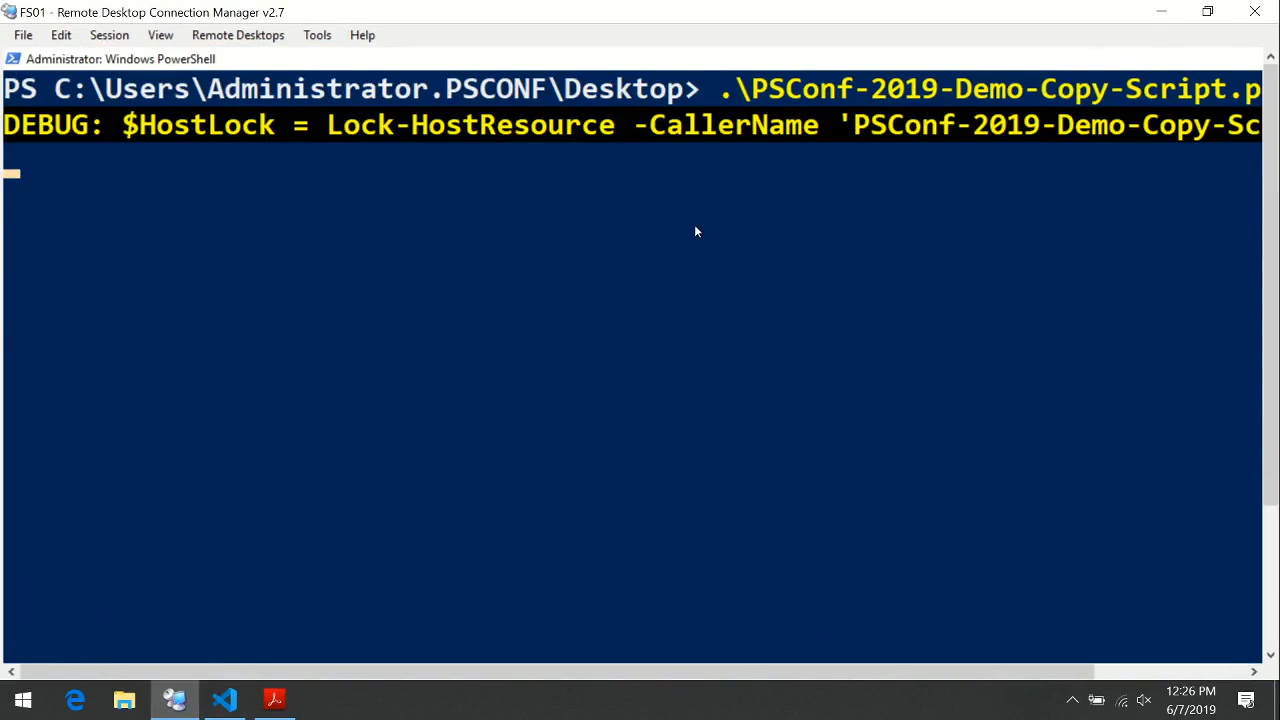 FS01 - Remote Desktop Connection Manager v2.7
File Edit Session View Remote Desktops Tools Help
Administrator: Windows PowerShell
PS C:\Users\Administrator.PSCONF\Desktop> .\PSConf-2019-Demo-Copy-Script.p
DEBUG: $HostLock = Lock-HostResource -CallerName 'PSConf-2019-Demo-Copy-Sc
12:26 PM
6/7/2019